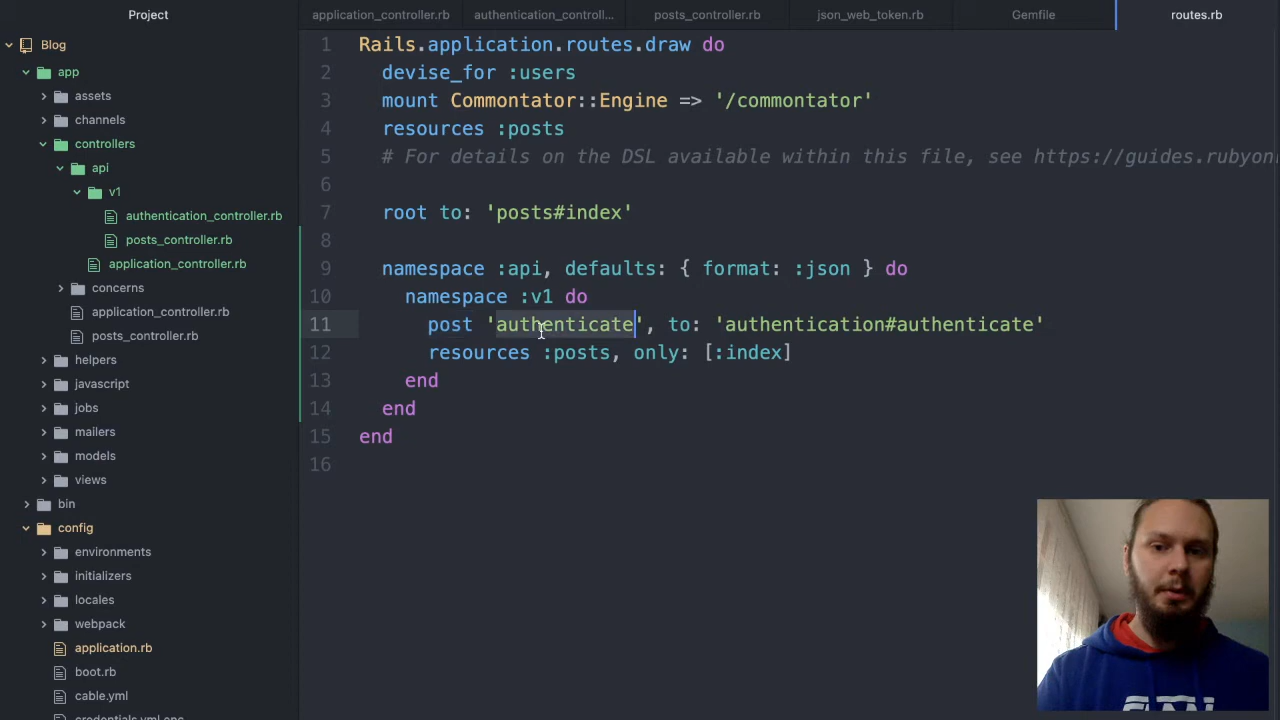 Project
application_controller.rb
authentication_controll...
posts_controller.rb
json_web_token.rb
Gemfile
routes.rb
Blog
app
assets
channels
controllers
api
v1
authentication_controller.rb
posts_controller.rb
application_controller.rb
concerns
application_controller.rb
posts_controller.rb
helpers
javascript
jobs
mailers
models
views
bin
config
environments
initializers
locales
webpack
application.rb
boot.rb
cable.yml
credentials.yml.enc
1 Rails.application.routes.draw do
2 devise_for :users
3 mount Commontator::Engine => '/commontator'
4 resources :posts
5 # For details on the DSL available within this file, see https://guides.rubyon
6
7 root to: 'posts#index'
8
9 namespace :api, defaults: { format: :json } do
10 namespace :v1 do
11 post 'authenticate', to: 'authentication#authenticate'
12 resources :posts, only: [:index]
13 end
14 end
15 end
16